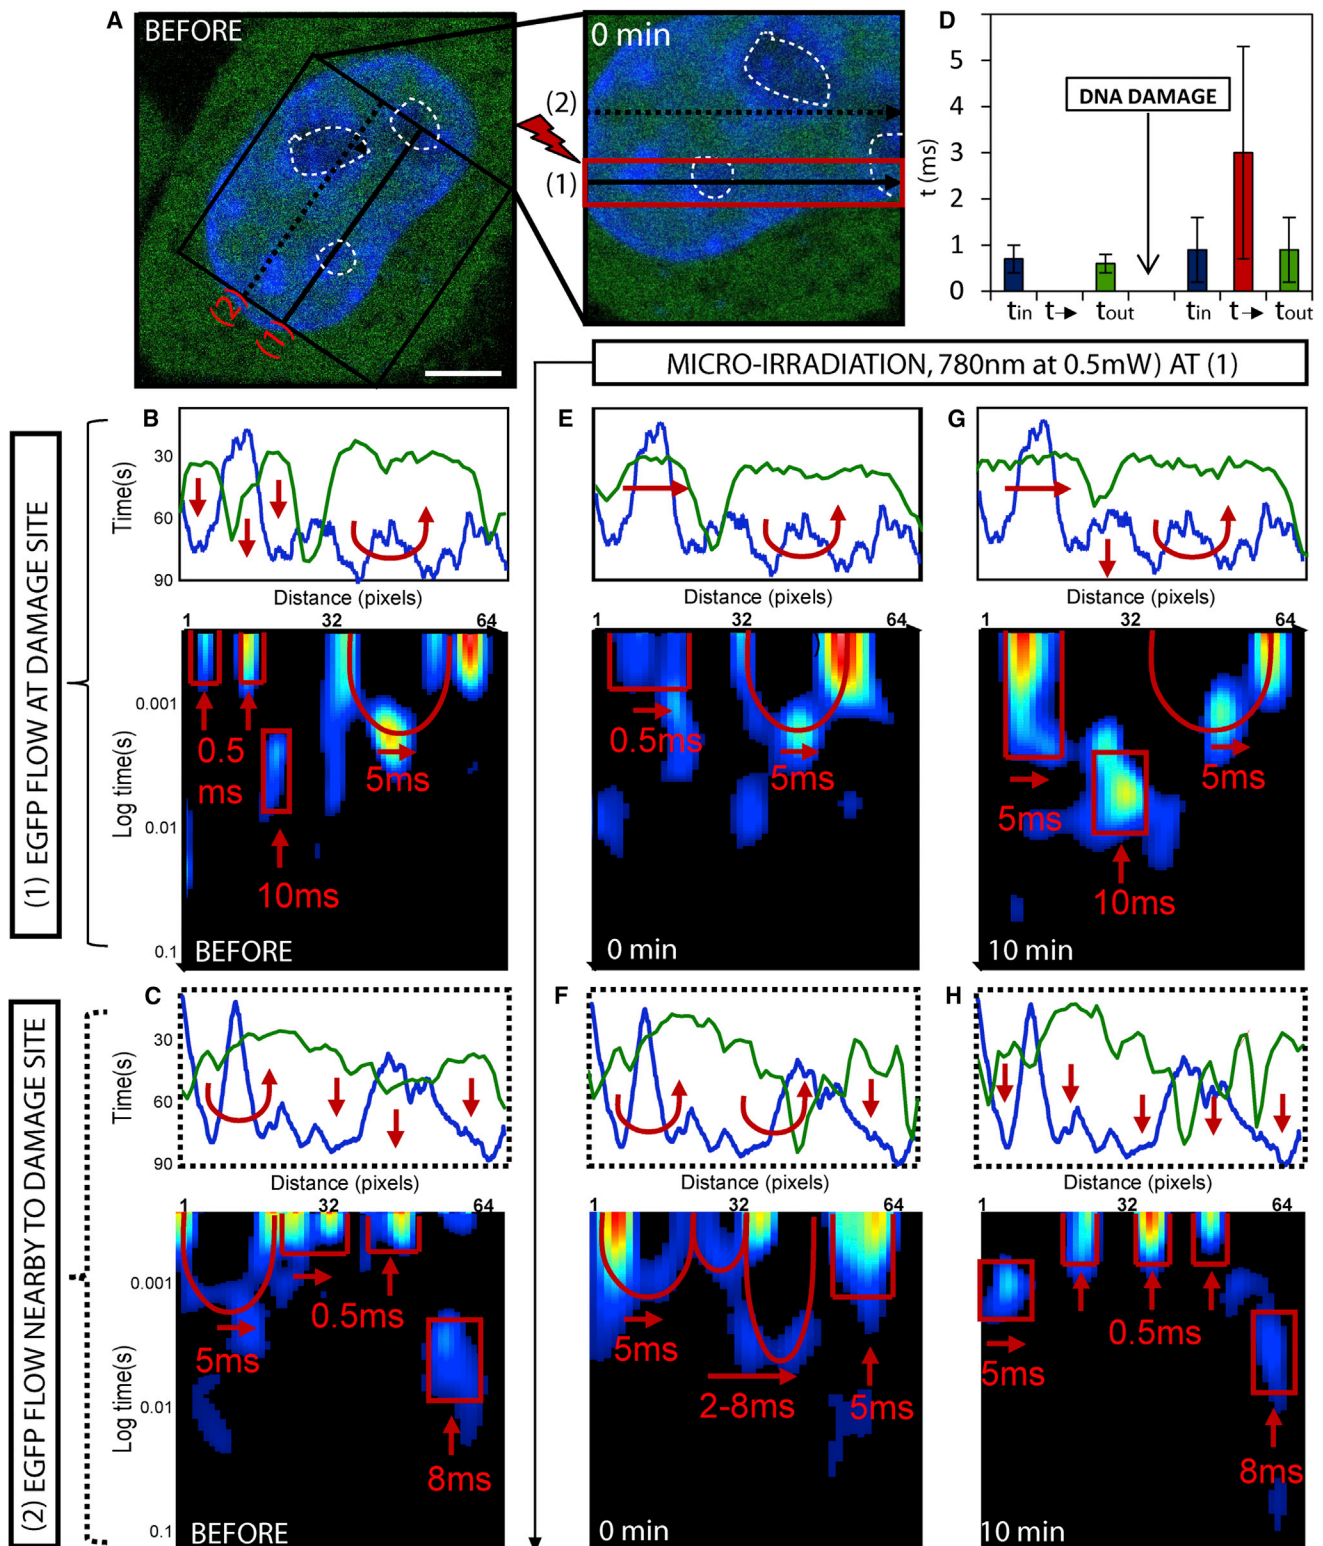 A
BEFORE
(2)
(1)
0 min
(2)
(1)
D
t (ms)
5
4
3
2
1
0
DNA DAMAGE
tin t→ tout tin t→ tout
MICRO-IRRADIATION, 780nm at 0.5mW) AT (1)
(1) EGFP FLOW AT DAMAGE SITE
B
Time(s)
30
60
90
Distance (pixels)
1 32 64
Log time(s)
0.001
0.01
0.1
0.5
ms
10ms
5ms
BEFORE
E
Distance (pixels)
1 32 64
0.5ms
5ms
0 min
G
Distance (pixels)
1 32 64
5ms
10ms
5ms
10 min
(2) EGFP FLOW NEARBY TO DAMAGE SITE
C
Time(s)
30
60
90
Distance (pixels)
1 32 64
Log time(s)
0.001
0.01
0.1
5ms
0.5ms
8ms
BEFORE
F
Distance (pixels)
1 32 64
5ms
2-8ms
5ms
0 min
H
Distance (pixels)
1 32 64
5ms
0.5ms
8ms
10 min